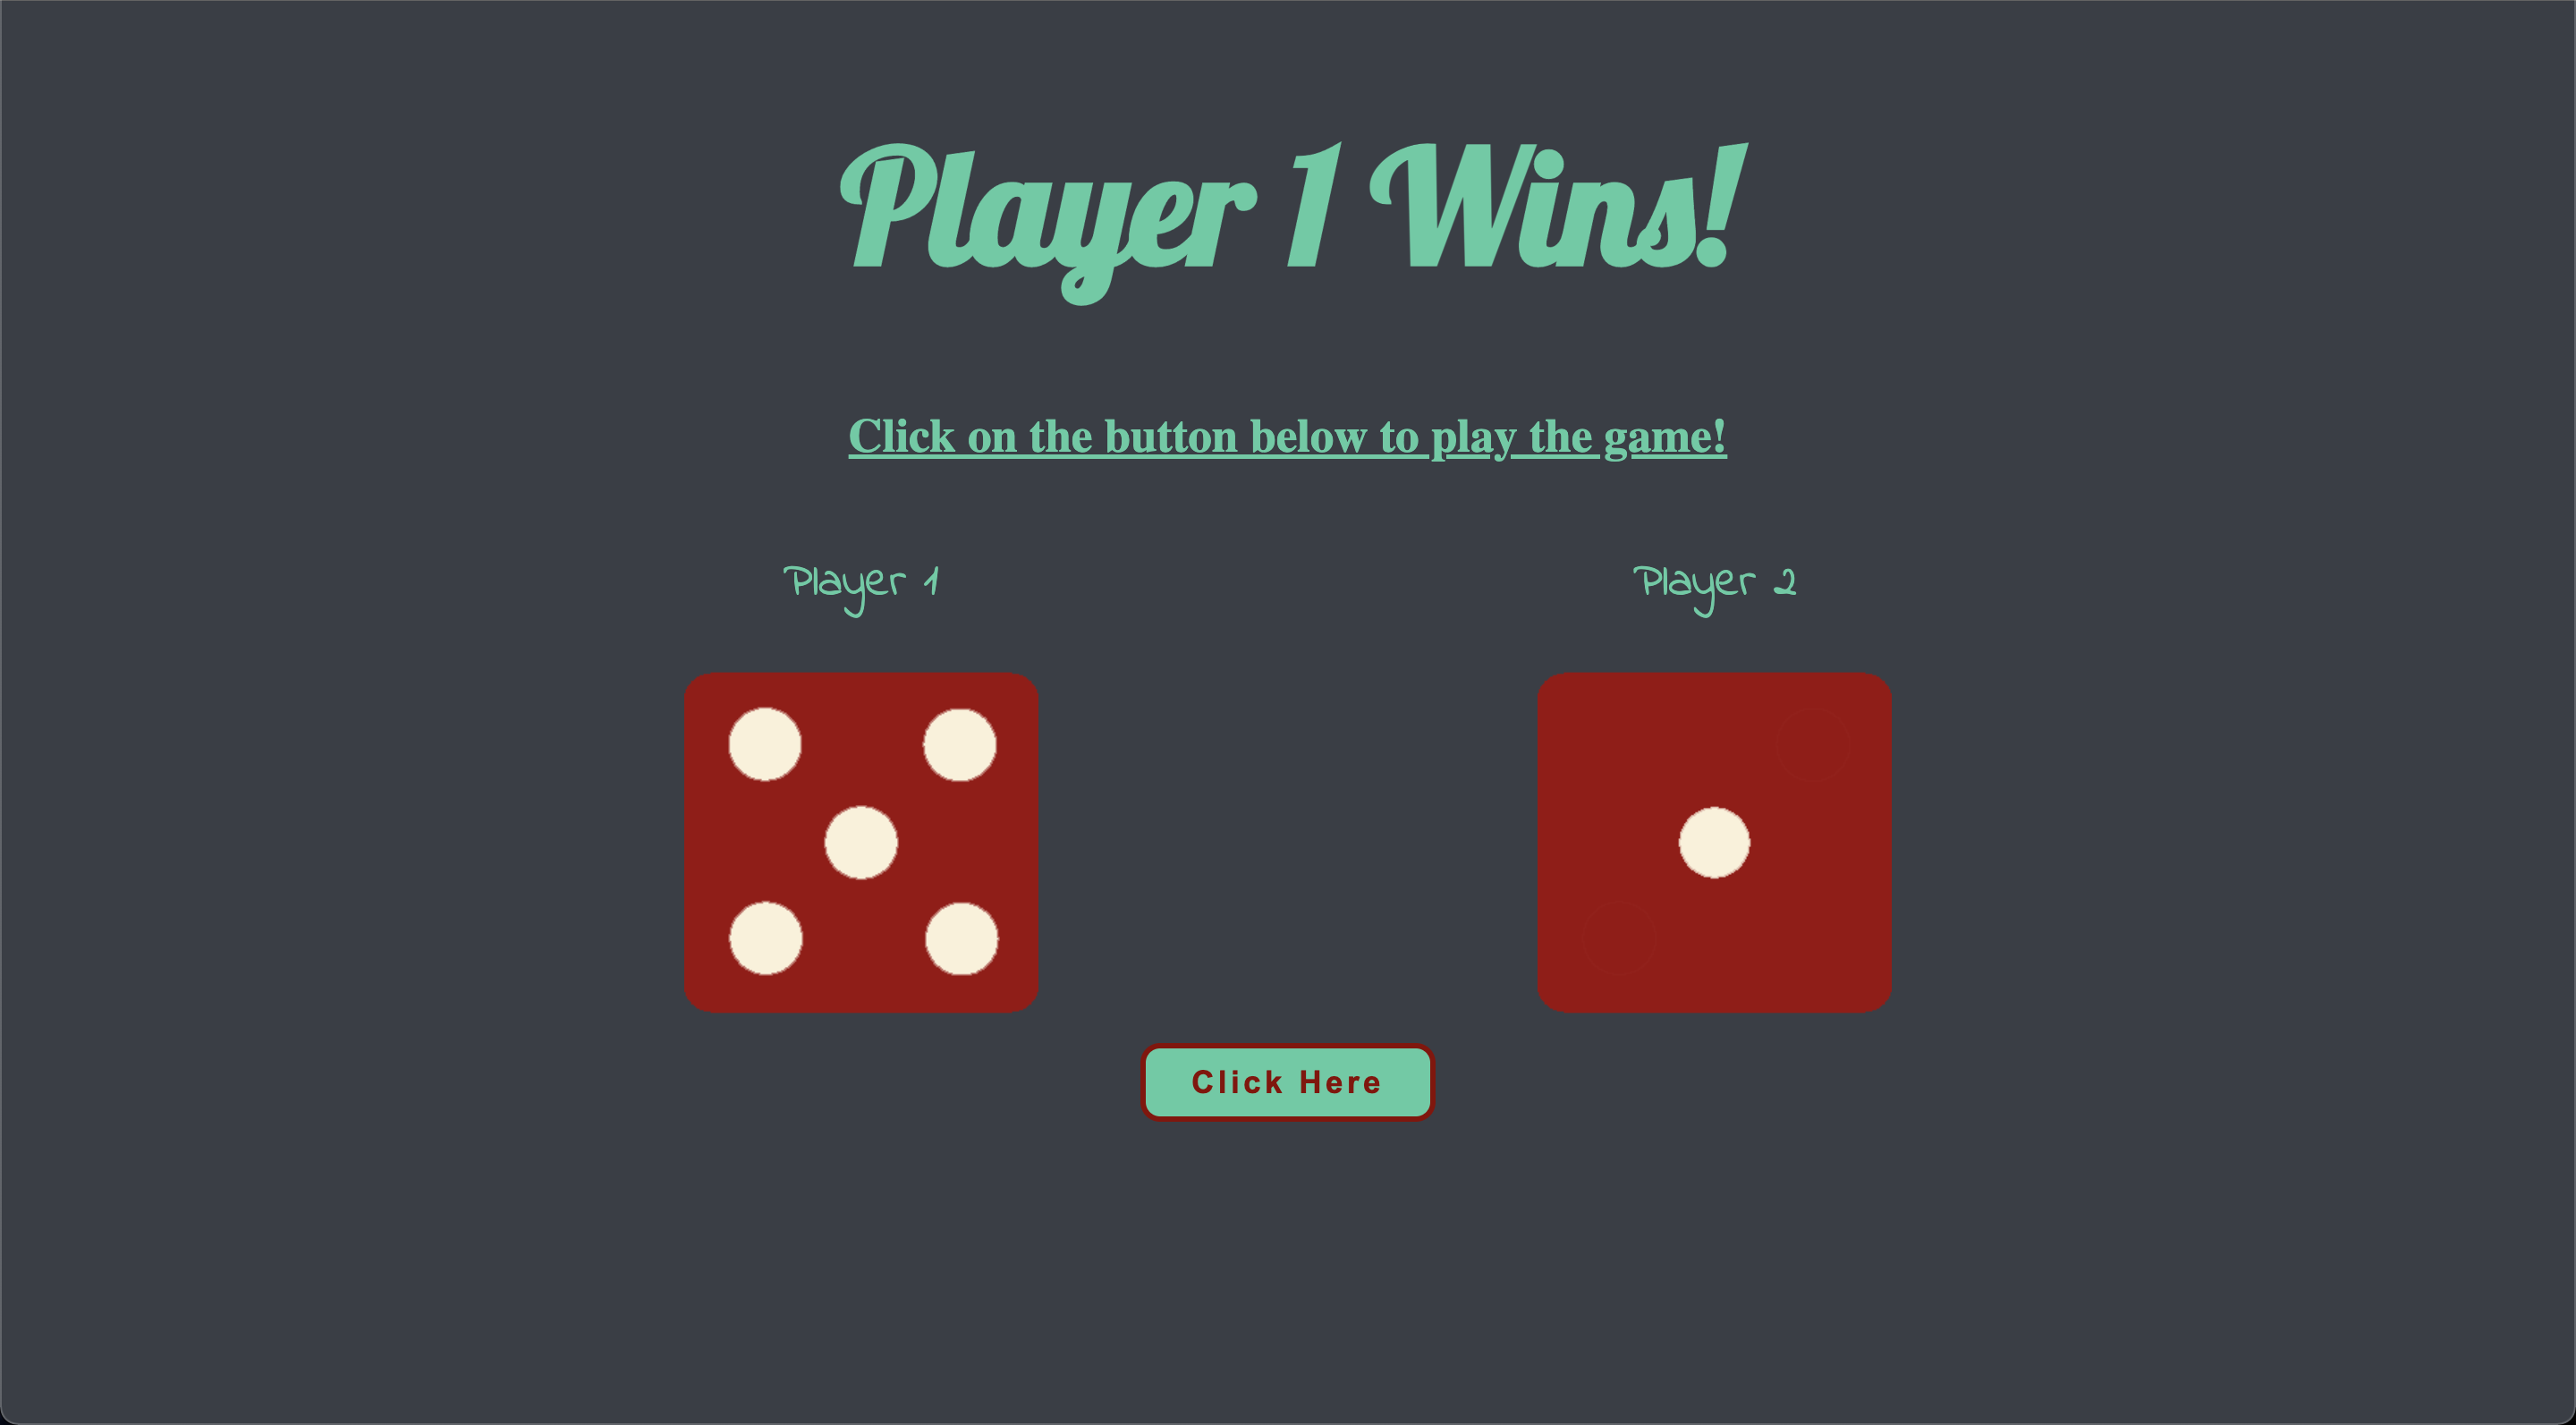 Player 1 Wins!
Click on the button below to play the game!
Player 1
Player 2
Click Here